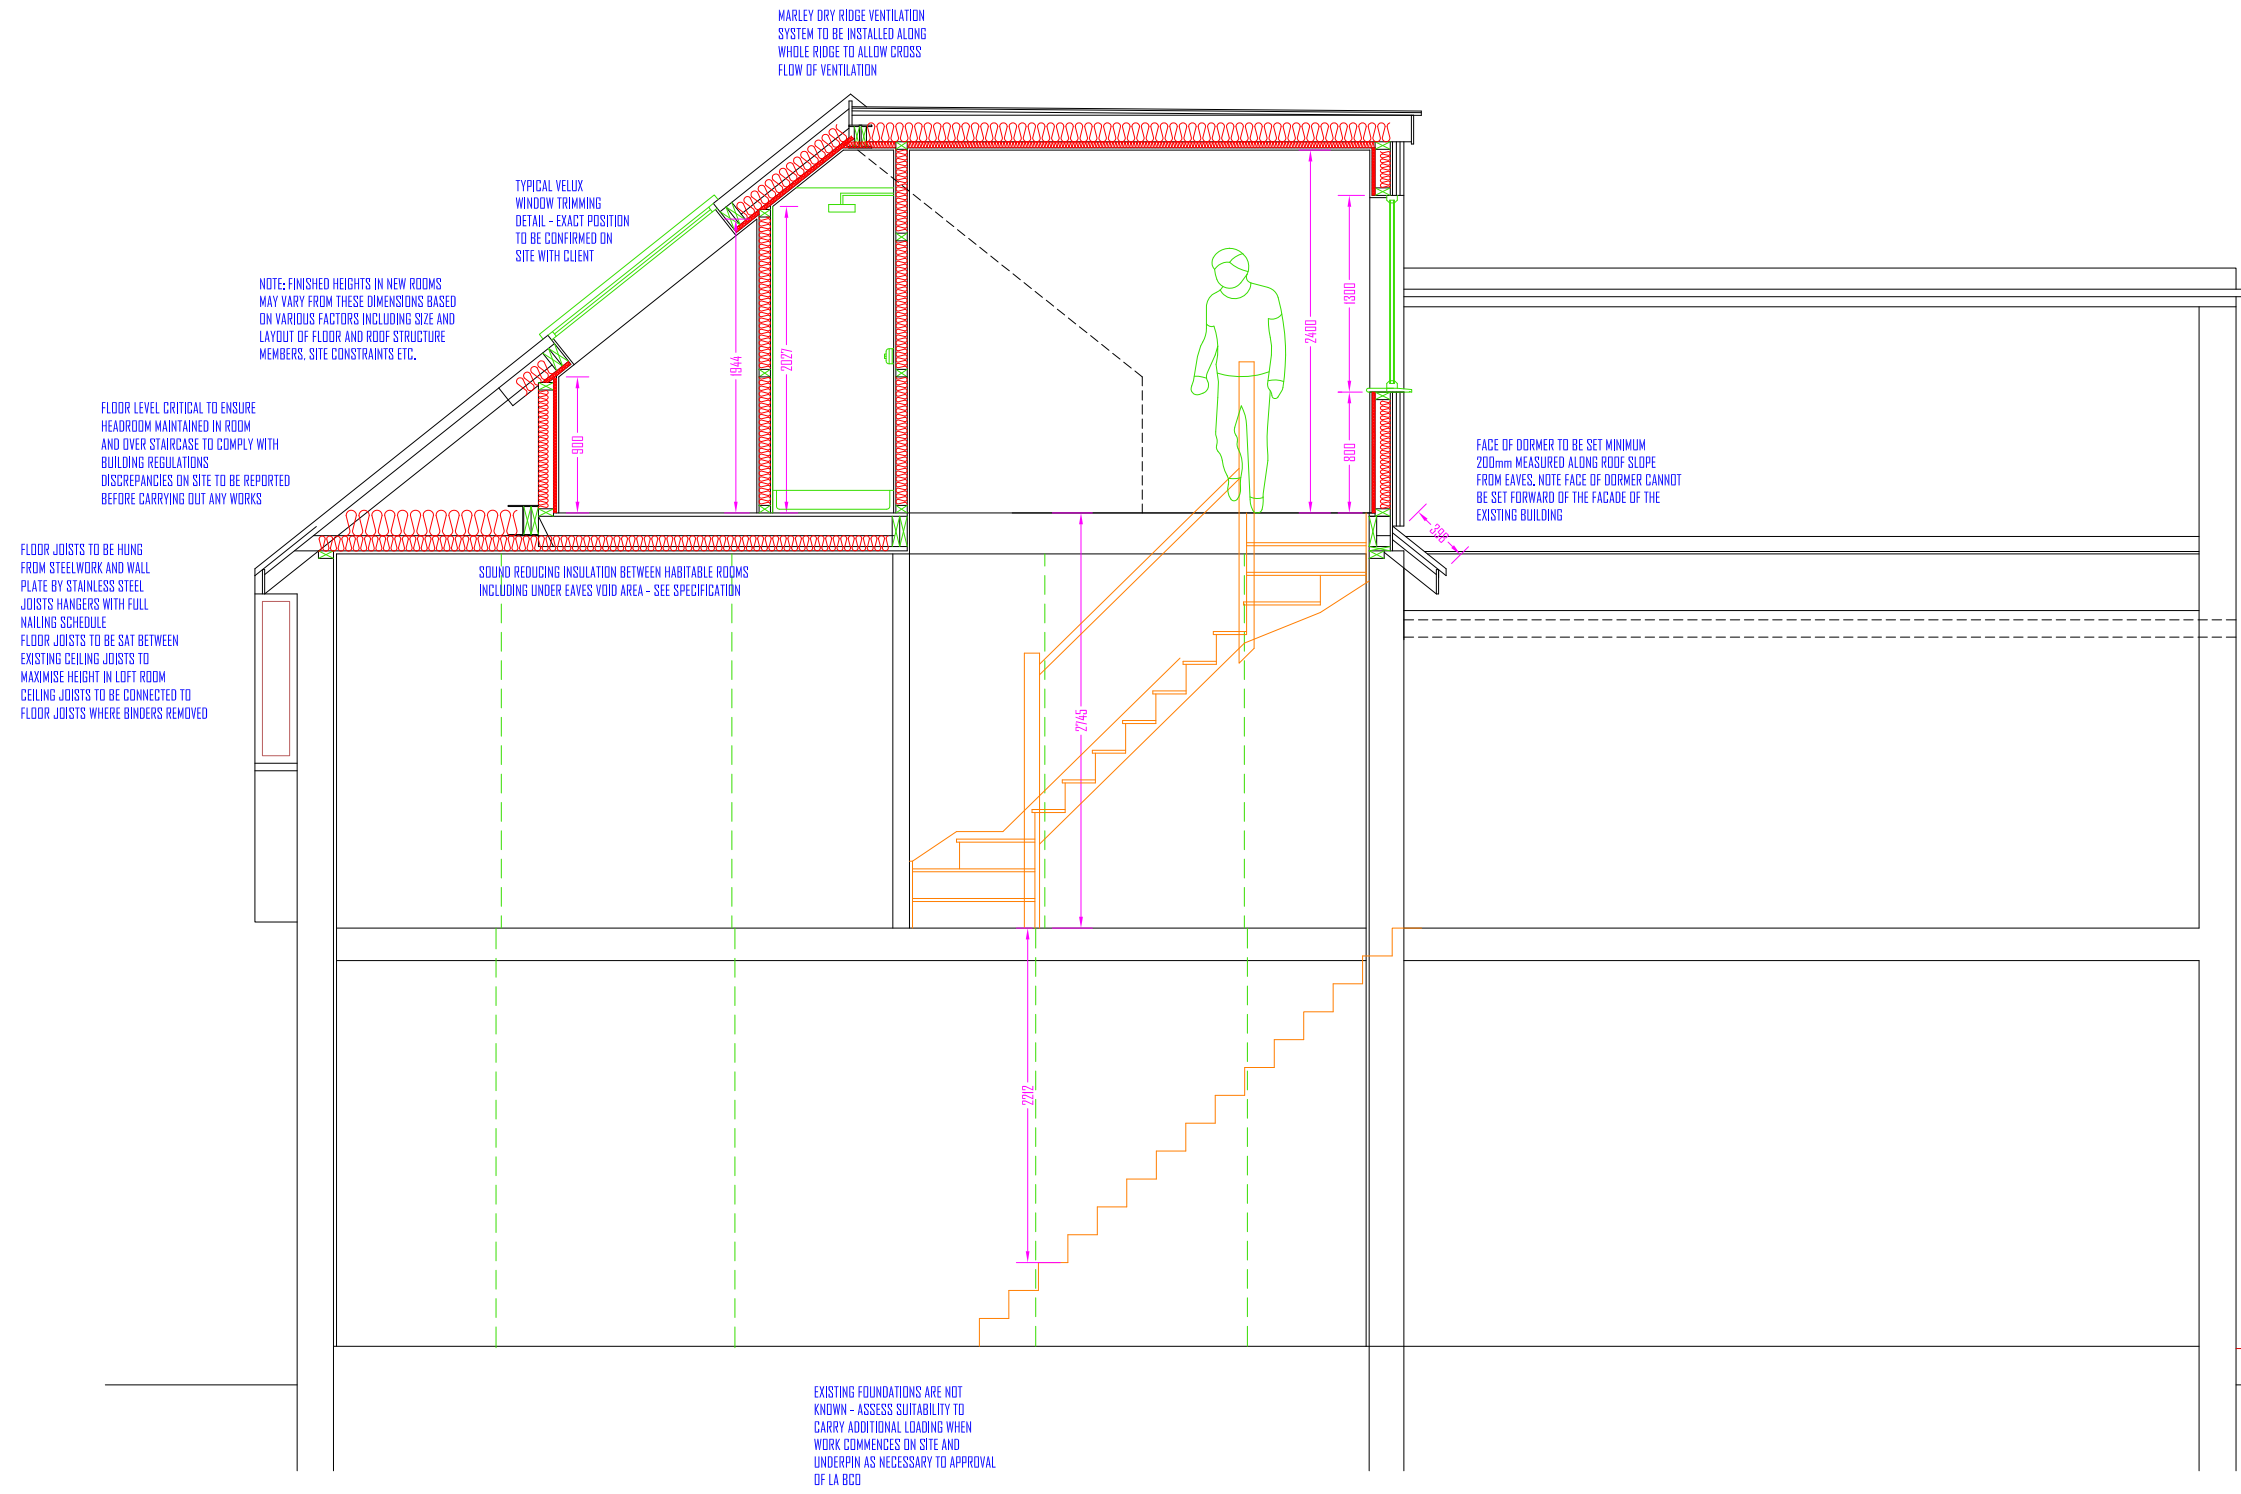 MARLEY DRY RIDGE VENTILATION
SYSTEM TO BE INSTALLED ALONG
WHOLE RIDGE TO ALLOW CROSS
FLOW OF VENTILATION
TYPICAL VELUX
WINDOW TRIMMING
DETAIL - EXACT POSITION
TO BE CONFIRMED ON
SITE WITH CLIENT
NOTE: FINISHED HEIGHTS IN NEW ROOMS
MAY VARY FROM THESE DIMENSIONS BASED
ON VARIOUS FACTORS INCLUDING SIZE AND
LAYOUT OF FLOOR AND ROOF STRUCTURE
MEMBERS, SITE CONSTRAINTS ETC.
FLOOR LEVEL CRITICAL TO ENSURE
HEADROOM MAINTAINED IN ROOM
AND OVER STAIRCASE TO COMPLY WITH
BUILDING REGULATIONS
DISCREPANCIES ON SITE TO BE REPORTED
BEFORE CARRYING OUT ANY WORKS
900
1944
2027
2400
1300
800
FACE OF DORMER TO BE SET MINIMUM
200mm MEASURED ALONG ROOF SLOPE
FROM EAVES. NOTE FACE OF DORMER CANNOT
BE SET FORWARD OF THE FACADE OF THE
EXISTING BUILDING
FLOOR JOISTS TO BE HUNG
FROM STEELWORK AND WALL
PLATE BY STAINLESS STEEL
JOISTS HANGERS WITH FULL
NAILING SCHEDULE
FLOOR JOISTS TO BE SAT BETWEEN
EXISTING CEILING JOISTS TO
MAXIMISE HEIGHT IN LOFT ROOM
CEILING JOISTS TO BE CONNECTED TO
FLOOR JOISTS WHERE BINDERS REMOVED
SOUND REDUCING INSULATION BETWEEN HABITABLE ROOMS
INCLUDING UNDER EAVES VOID AREA - SEE SPECIFICATION
2745
2212
EXISTING FOUNDATIONS ARE NOT
KNOWN - ASSESS SUITABILITY TO
CARRY ADDITIONAL LOADING WHEN
WORK COMMENCES ON SITE AND
UNDERPIN AS NECESSARY TO APPROVAL
OF LA BCO